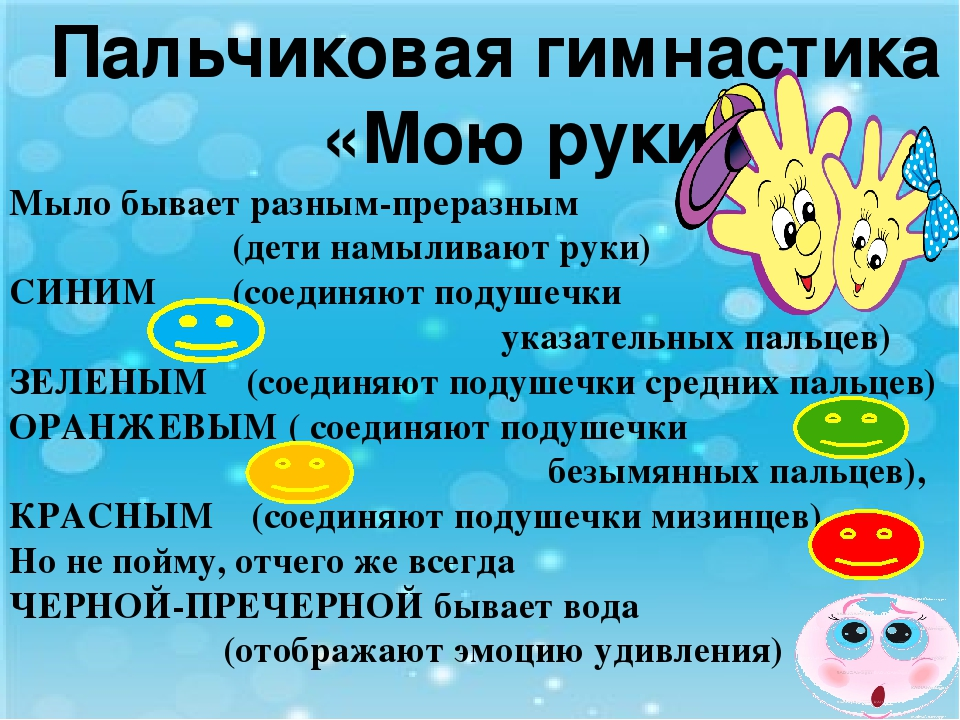 Пальчиковая гимнастика
«Мою руки
Мыло бывает разным-преразным
(дети намыливают руки)
СИНИМ (соединяют подушечки
указательных пальцев)
ЗЕЛЕНЫМ (соединяют подушечки средних пальцев)
ОРАНЖЕВЫМ ( соединяют подушечки
безымянных пальцев),
КРАСНЫМ (соединяют подушечки мизинцев)
Но не пойму, отчего же всегда
ЧЕРНОЙ-ПРЕЧЕРНОЙ бывает вода
(отображают эмоцию удивления)